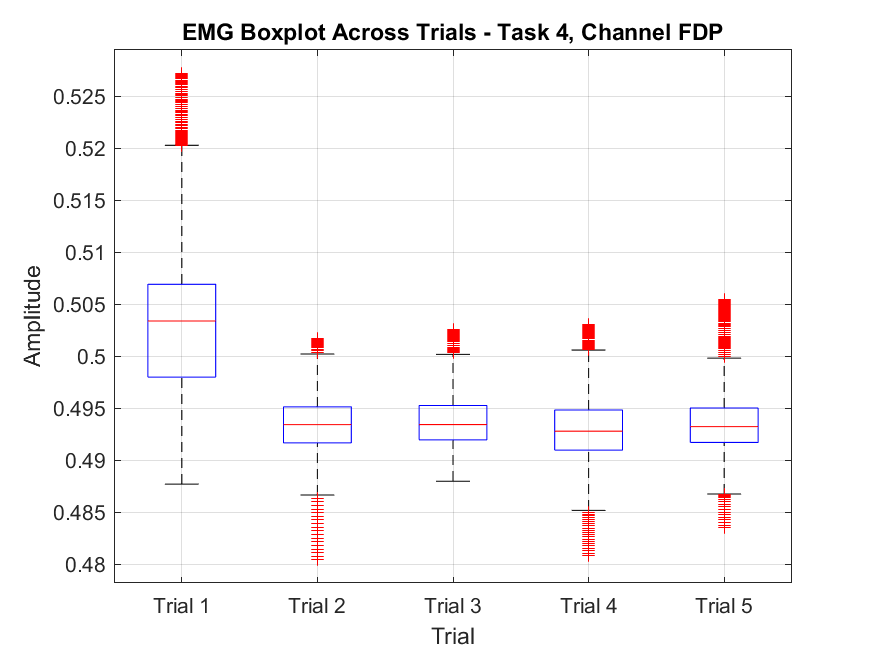 EMG Boxplot Across Trials - Task 4, Channel FDP
0.525
0.52
0.515
0.51
0.505
0.5
0.495
0.49
0.485
0.48
Amplitude
Trial 1 Trial 2 Trial 3 Trial 4 Trial 5
Trial